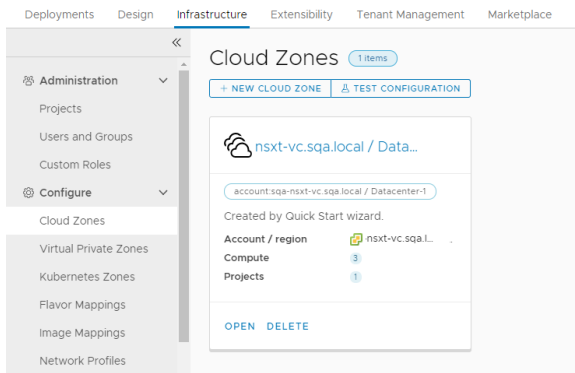 Deployments Design Infrastructure Extensibility Tenant Management Marketplace
Administration
Projects
Users and Groups
Custom Roles
Configure
Cloud Zones
Virtual Private Zones
Kubernetes Zones
Flavor Mappings
Image Mappings
Network Profiles
Cloud Zones 1 items
+ NEW CLOUD ZONE TEST CONFIGURATION
nsxt-vc.sqa.local / Data...
account:sqa-nsxt-vc.sqa.local / Datacenter-1
Created by Quick Start wizard.
Account / region nsxt-vc.sqa.l...
Compute 3
Projects 1
OPEN DELETE